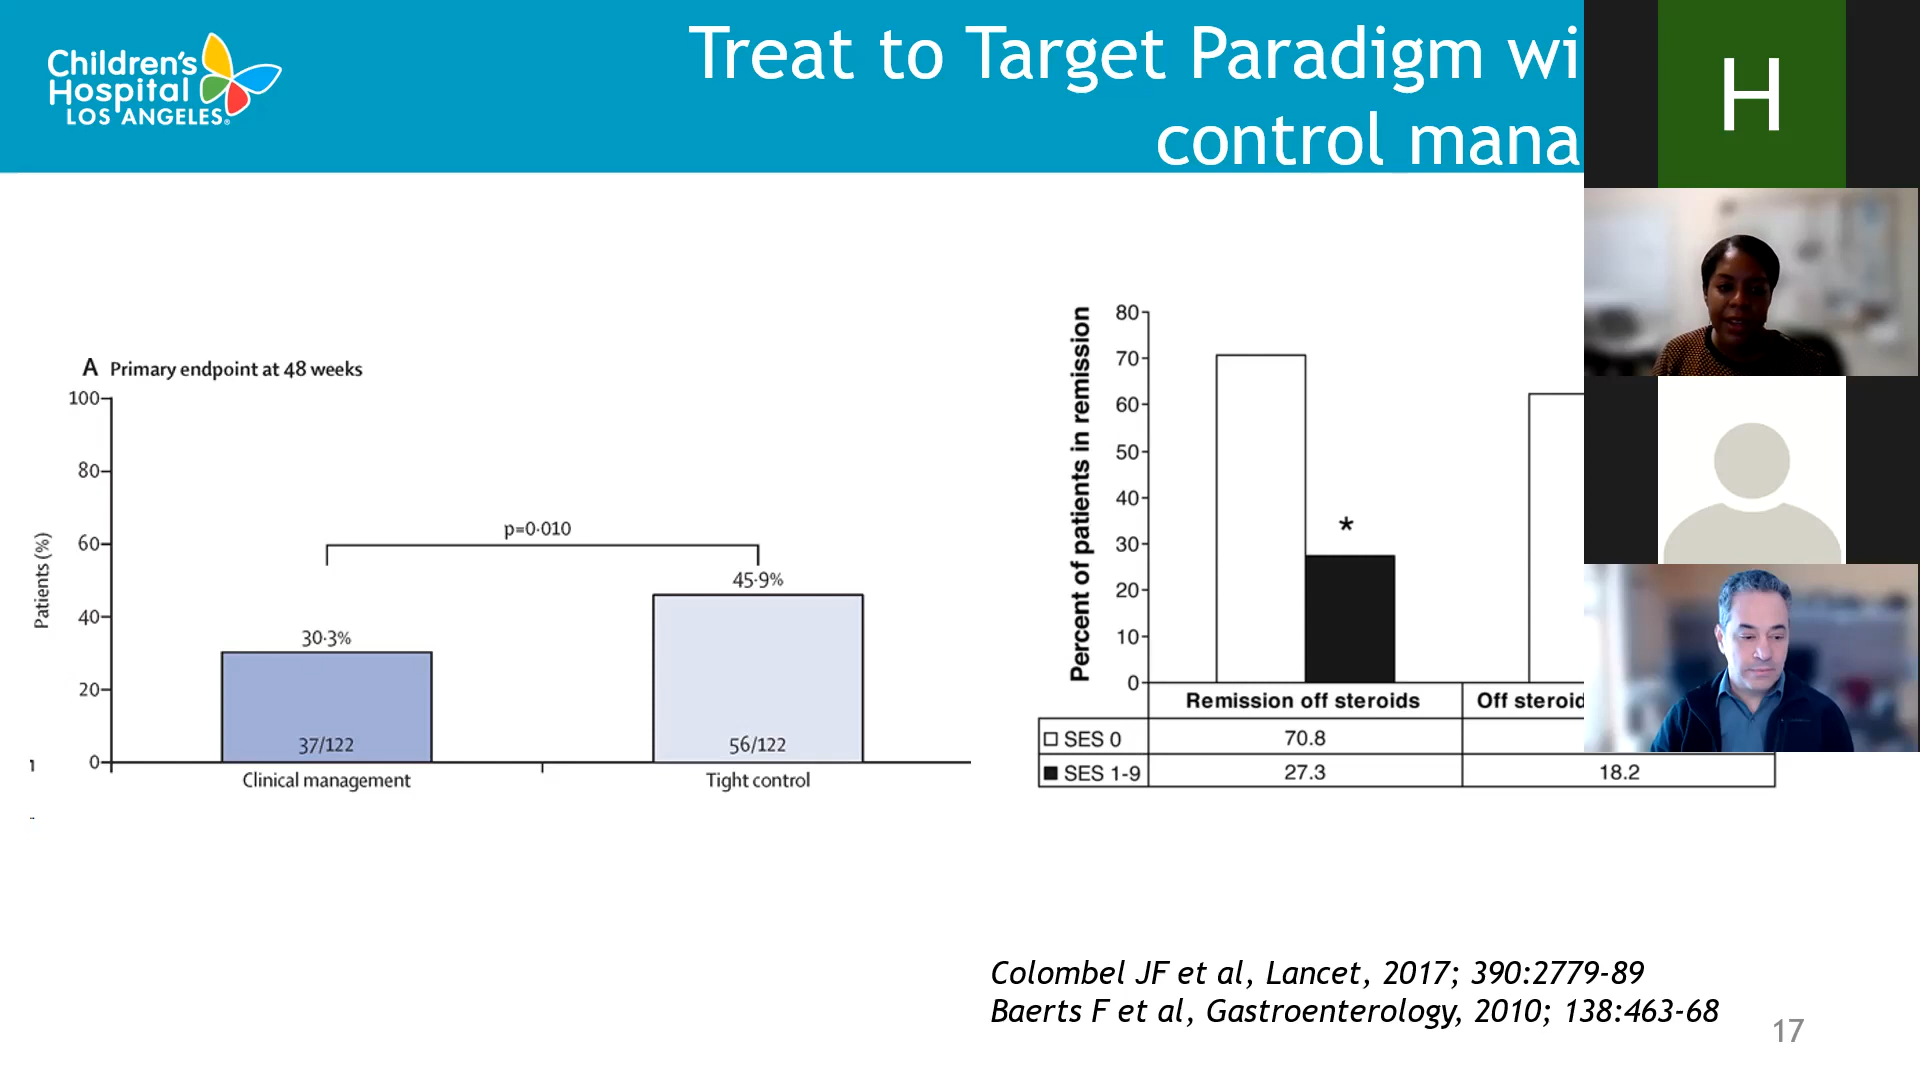 Children's
Hospital
LOS ANGELES®
Treat to Target Paradigm wi
control mana
H
A Primary endpoint at 48 weeks
100
80
60
40
20
0
Patients (%)
p=0·010
30·3%
45·9%
37/122
56/122
Clinical management
Tight control
Percent of patients in remission
80
70
60
50
40
30
20
10
0
*
Remission off steroids
Off steroid
SES 0
70.8
SES 1-9
27.3
18.2
Colombel JF et al, Lancet, 2017; 390:2779-89
Baerts F et al, Gastroenterology, 2010; 138:463-68
17